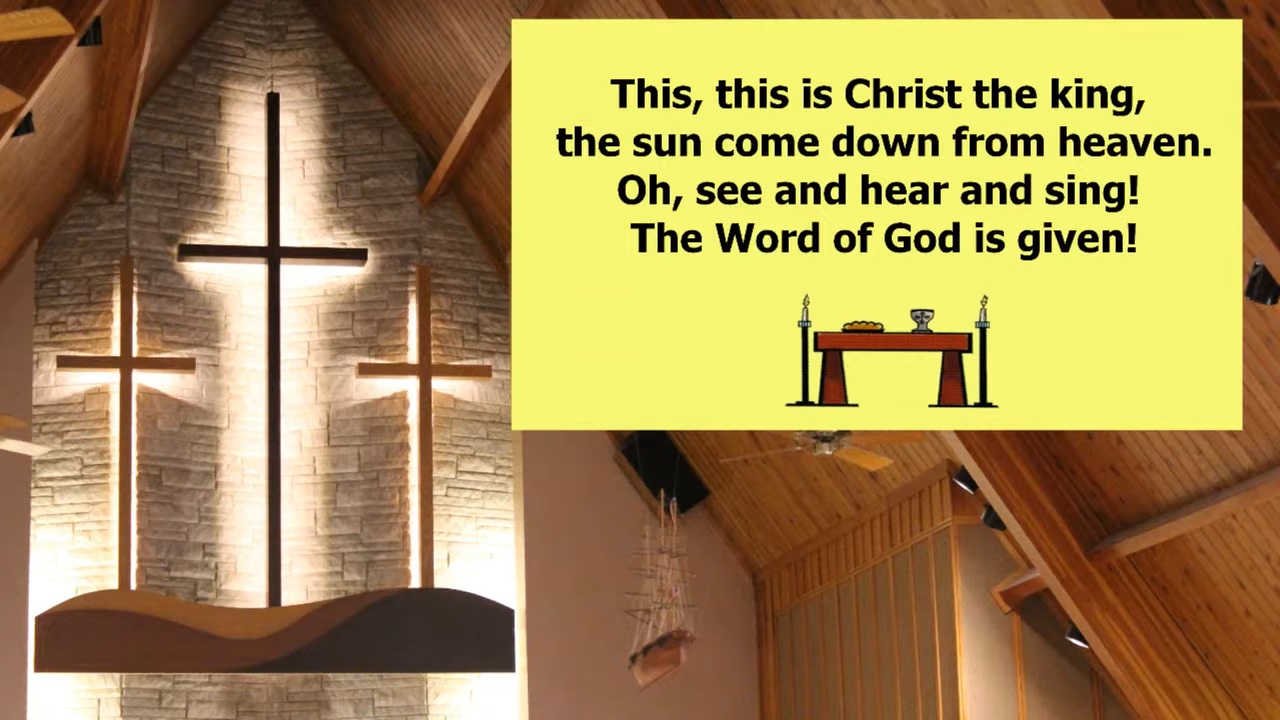 This, this is Christ the king,
the sun come down from heaven.
Oh, see and hear and sing!
The Word of God is given!